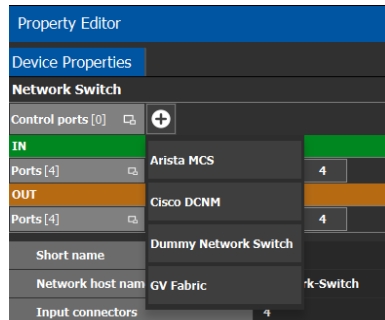 Property Editor
Device Properties
Network Switch
Control ports [0]
IN
Arista MCS
Ports [4]
4
OUT
Cisco DCNM
Ports [4]
4
Dummy Network Switch
Short name
Network host nam
GV Fabric
rk-Switch
Input connectors
4